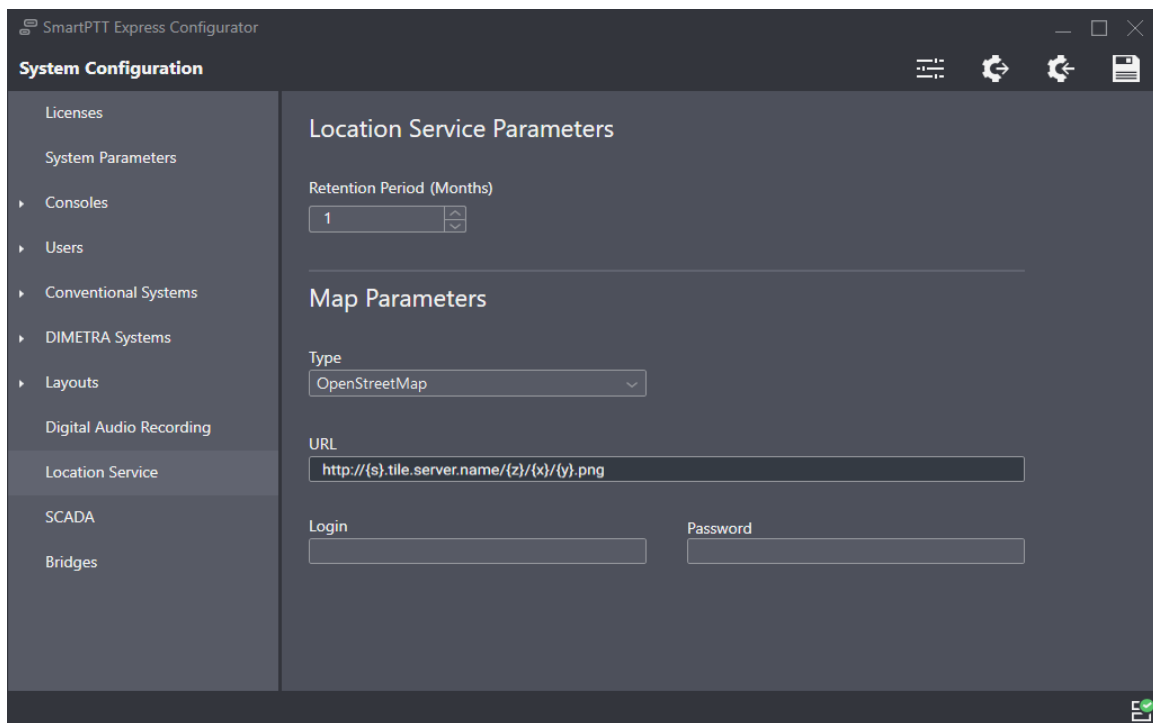 SmartPTT Express Configurator
System Configuration
Licenses
System Parameters
Consoles
Users
Conventional Systems
DIMETRA Systems
Layouts
Digital Audio Recording
Location Service
SCADA
Bridges
Location Service Parameters
Retention Period (Months)
1
Map Parameters
Type
OpenStreetMap
URL
http://{s}.tile.server.name/{z}/{x}/{y}.png
Login
Password